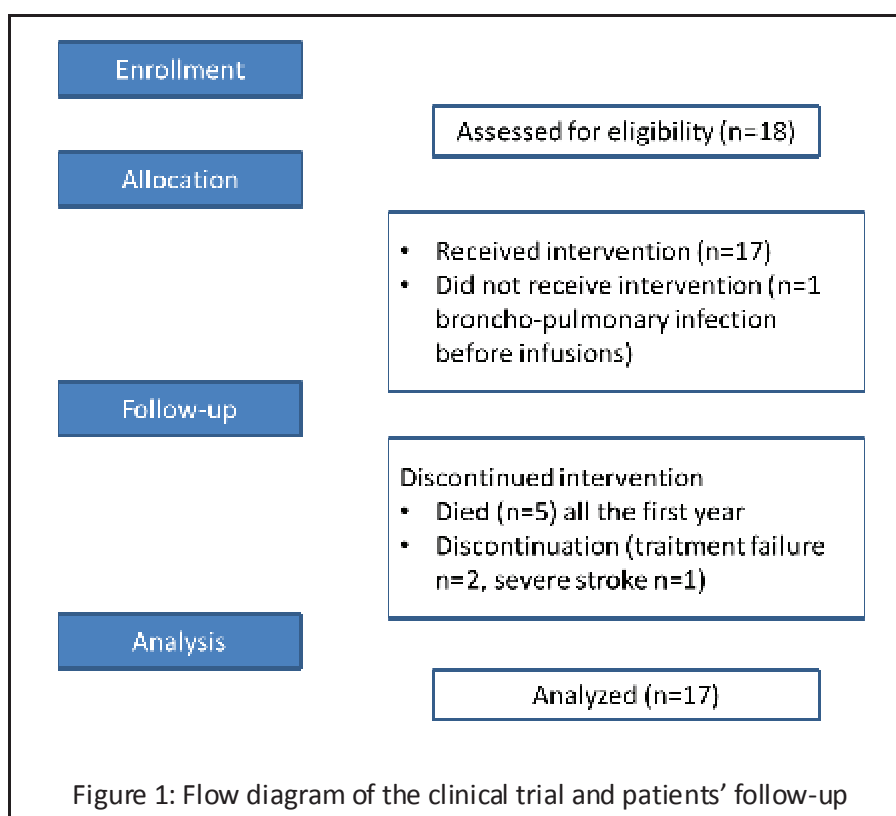 Enrollment
Assessed for eligibility (n=18)
Allocation
• Received intervention (n=17)
• Did not receive intervention (n=1
broncho-pulmonary infection
before infusions)
Follow-up
Discontinued intervention
• Died (n=5) all the first year
• Discontinuation (traitment failure
n=2, severe stroke n=1)
Analysis
Analyzed (n=17)
Figure 1: Flow diagram of the clinical trial and patients’ follow-up